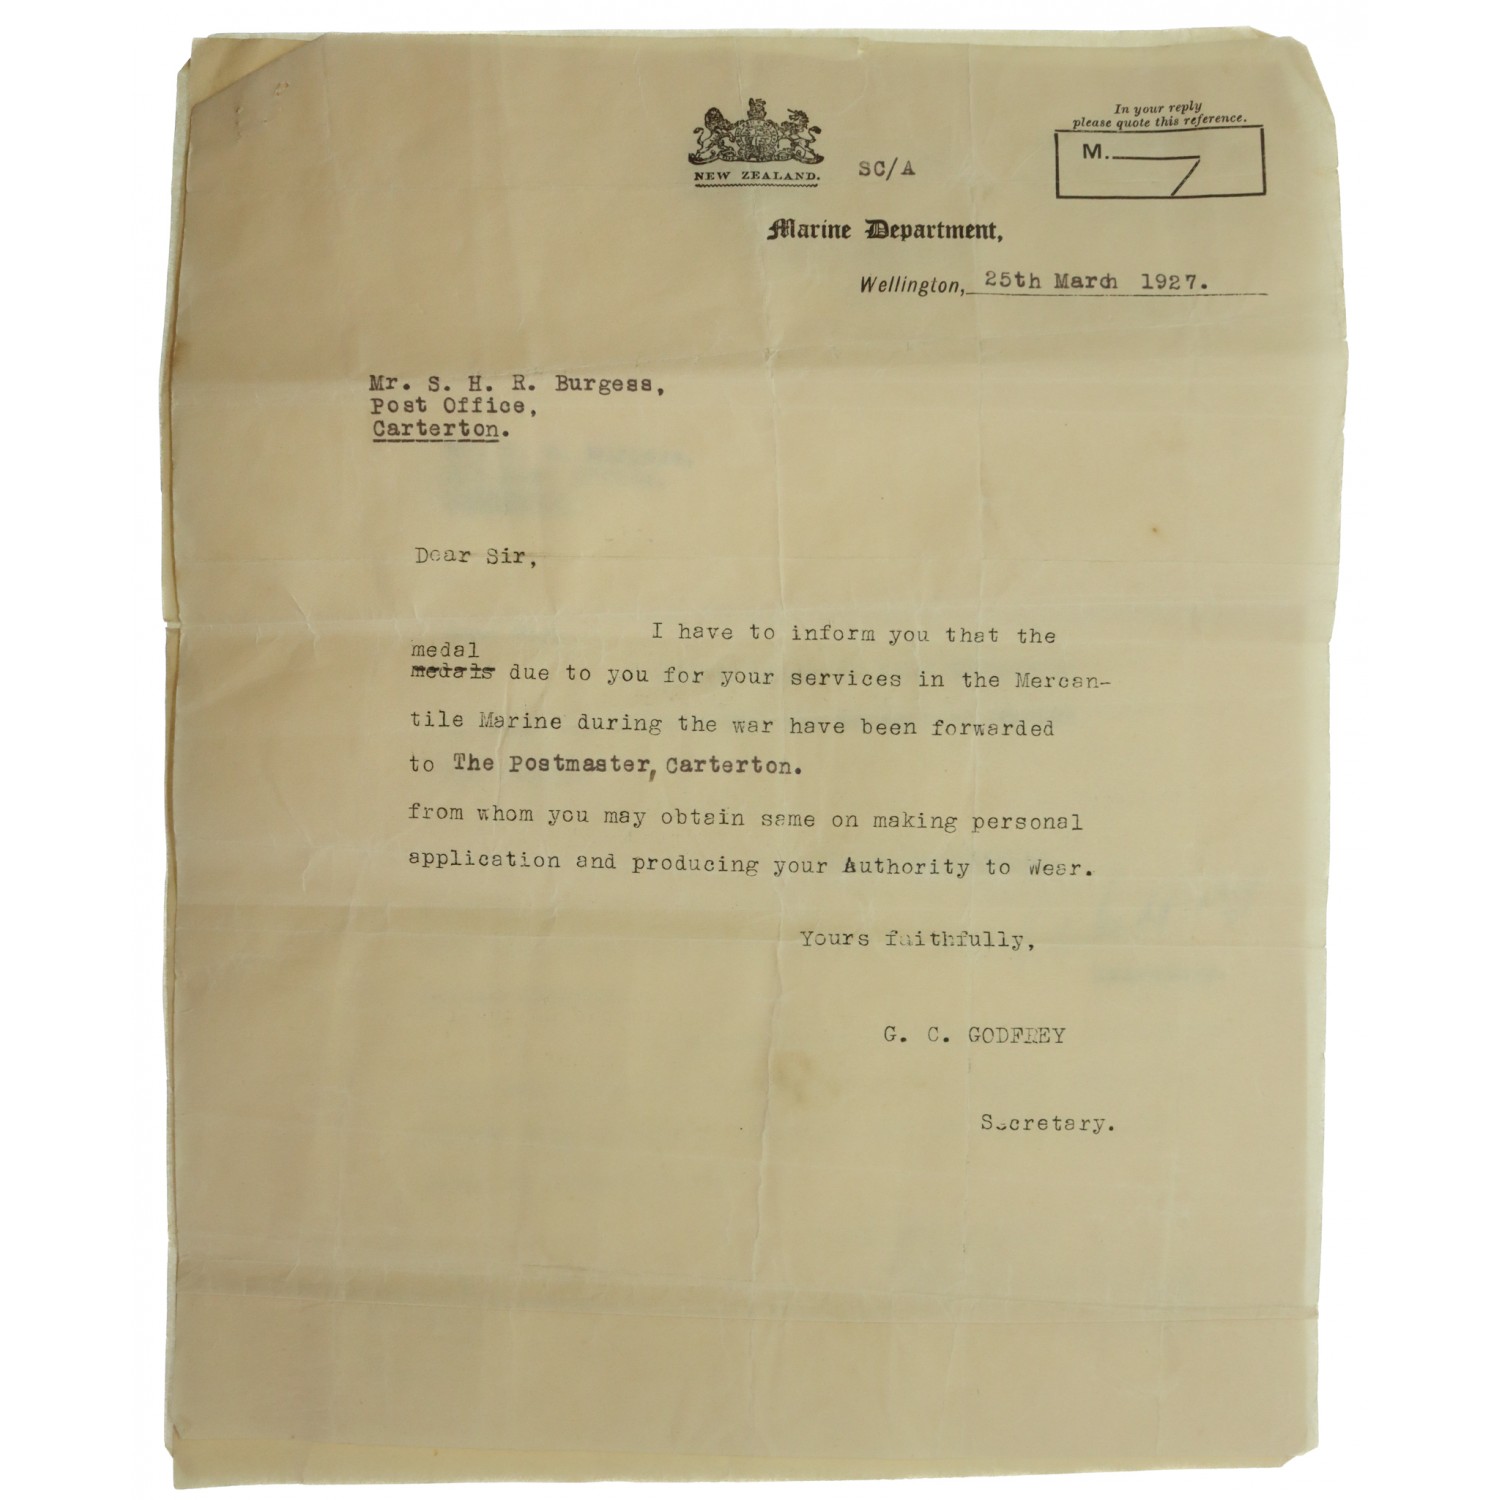 In your reply
please quote this reference.
M.
NEW ZEALAND.
SC/A
Marine Department,
Wellington, 25th March 1927.
Mr. S. H. R. Burgess,
Post Office,
Carterton.
Dear Sir,
I have to inform you that the
medal
medals due to you for your services in the Mercan-
tile Marine during the war have been forwarded
to The Postmaster, Carterton.
from whom you may obtain same on making personal
application and producing your Authority to Wear.
Yours faithfully,
G. C. GODFREY
Secretary.